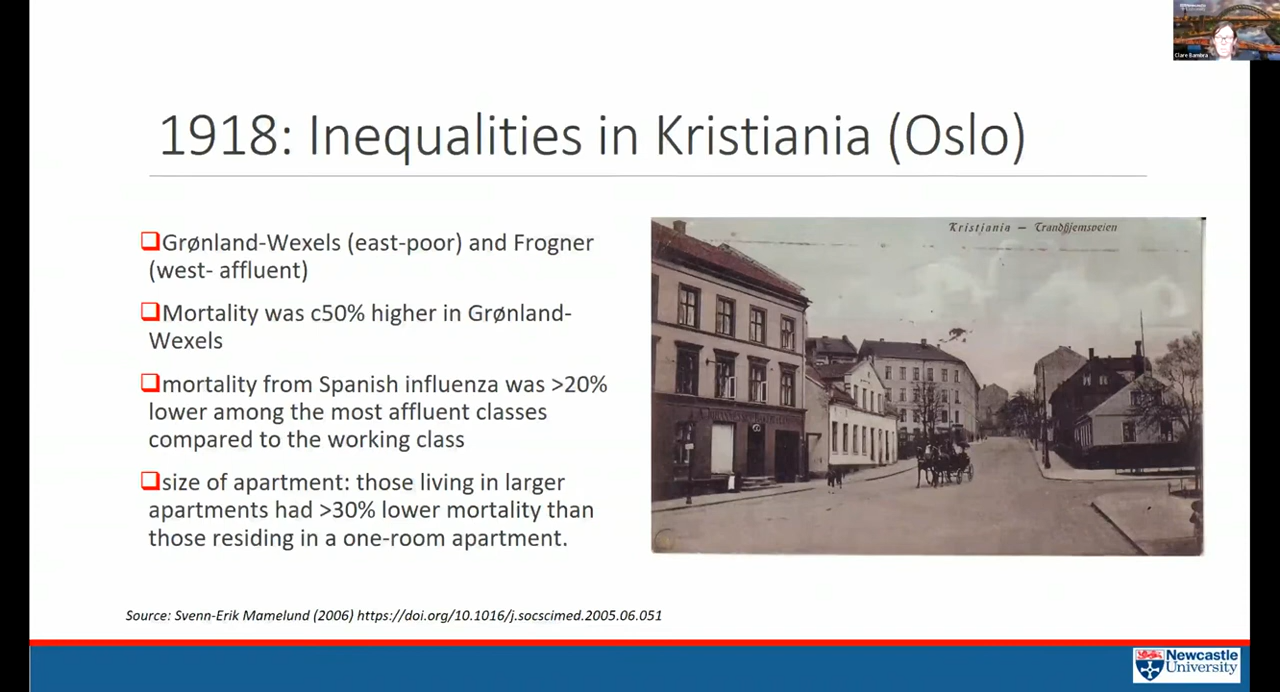 Clare Bambra
1918: Inequalities in Kristiania (Oslo)
Grønland-Wexels (east-poor) and Frogner
(west- affluent)
Mortality was c50% higher in Grønland-
Wexels
mortality from Spanish influenza was >20%
lower among the most affluent classes
compared to the working class
size of apartment: those living in larger
apartments had >30% lower mortality than
those residing in a one-room apartment.
Kristiania — Trondhjemsveien
Source: Svenn-Erik Mamelund (2006) https://doi.org/10.1016/j.socscimed.2005.06.051
Newcastle
University